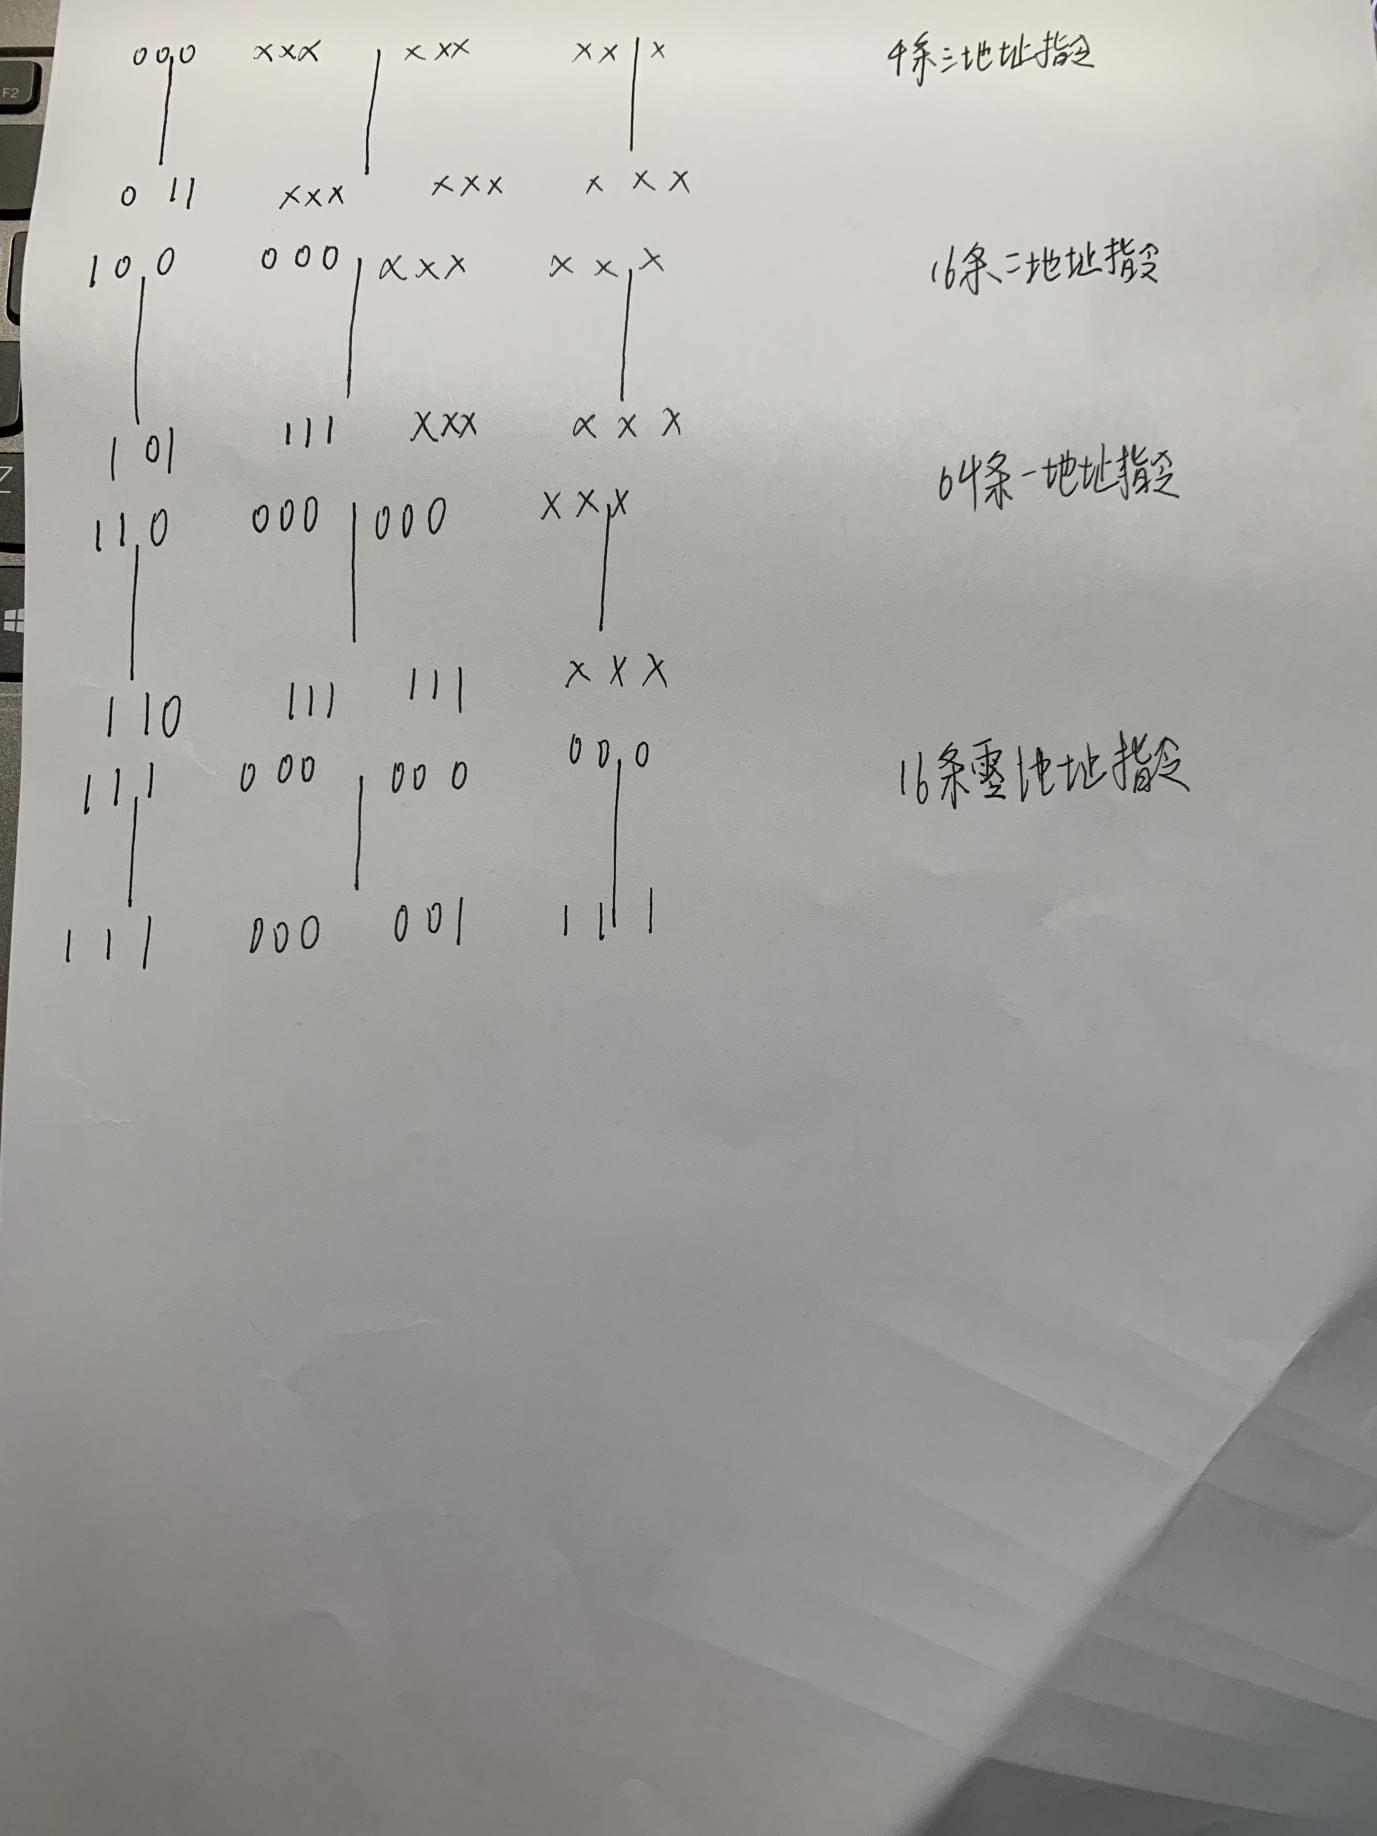 F2
000 xxx xxx xxx 4条三地址指令
011 xxx xxx xxx
100 000 xxx xxx 16条二地址指令
101 111 xxx xxx
64条一地址指令
110 000 000 xxx
110 111 111 xxx
111 000 000 000 16条零地址指令
111 000 001 111
Z